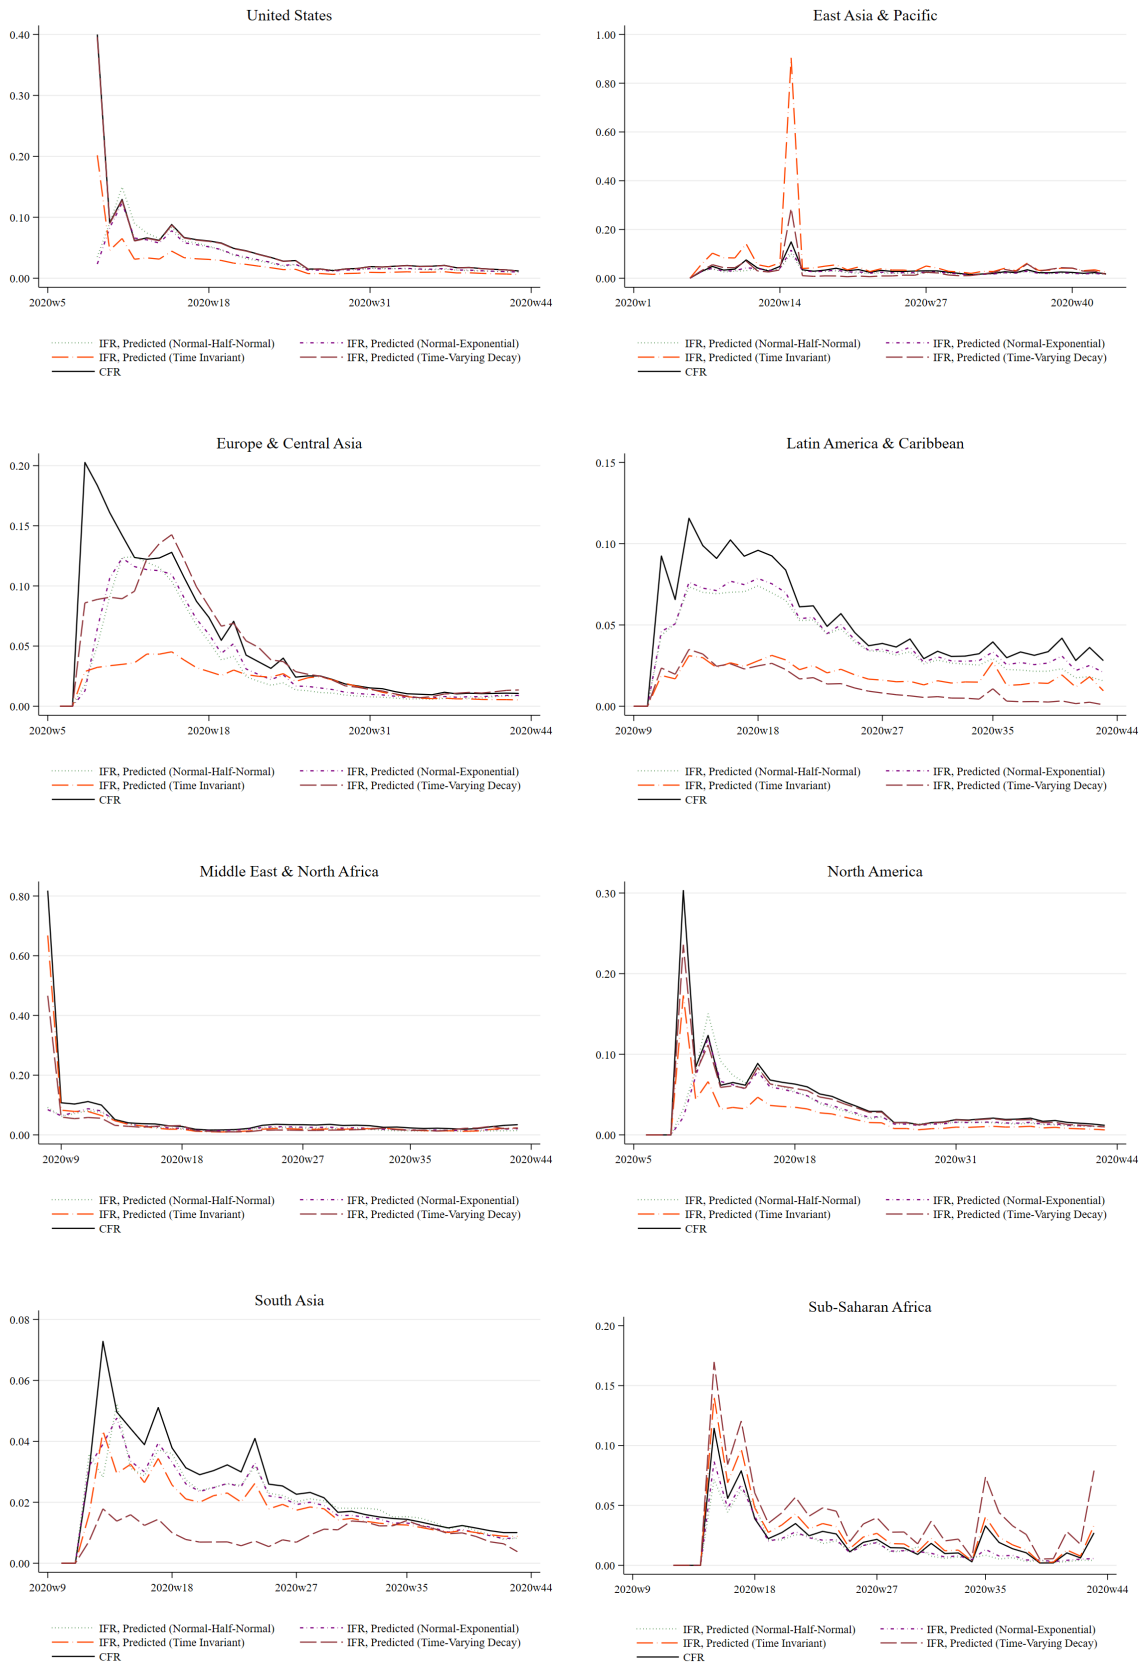 United States
0.40
0.30
0.20
0.10
0.00
2020w5 2020w18 2020w31 2020w44
IFR, Predicted (Normal-Half-Normal) IFR, Predicted (Normal-Exponential)
IFR, Predicted (Time Invariant) IFR, Predicted (Time-Varying Decay)
CFR
East Asia & Pacific
1.00
0.80
0.60
0.40
0.20
0.00
2020w1 2020w14 2020w27 2020w40
IFR, Predicted (Normal-Half-Normal) IFR, Predicted (Normal-Exponential)
IFR, Predicted (Time Invariant) IFR, Predicted (Time-Varying Decay)
CFR
Europe & Central Asia
0.20
0.15
0.10
0.05
0.00
2020w5 2020w18 2020w31 2020w44
IFR, Predicted (Normal-Half-Normal) IFR, Predicted (Normal-Exponential)
IFR, Predicted (Time Invariant) IFR, Predicted (Time-Varying Decay)
CFR
Latin America & Caribbean
0.15
0.10
0.05
0.00
2020w9 2020w18 2020w27 2020w35 2020w44
IFR, Predicted (Normal-Half-Normal) IFR, Predicted (Normal-Exponential)
IFR, Predicted (Time Invariant) IFR, Predicted (Time-Varying Decay)
CFR
Middle East & North Africa
0.80
0.60
0.40
0.20
0.00
2020w9 2020w18 2020w27 2020w35 2020w44
IFR, Predicted (Normal-Half-Normal) IFR, Predicted (Normal-Exponential)
IFR, Predicted (Time Invariant) IFR, Predicted (Time-Varying Decay)
CFR
North America
0.30
0.20
0.10
0.00
2020w5 2020w18 2020w31 2020w44
IFR, Predicted (Normal-Half-Normal) IFR, Predicted (Normal-Exponential)
IFR, Predicted (Time Invariant) IFR, Predicted (Time-Varying Decay)
CFR
South Asia
0.08
0.06
0.04
0.02
0.00
2020w9 2020w18 2020w27 2020w35 2020w44
IFR, Predicted (Normal-Half-Normal) IFR, Predicted (Normal-Exponential)
IFR, Predicted (Time Invariant) IFR, Predicted (Time-Varying Decay)
CFR
Sub-Saharan Africa
0.20
0.15
0.10
0.05
0.00
2020w9 2020w18 2020w27 2020w35 2020w44
IFR, Predicted (Normal-Half-Normal) IFR, Predicted (Normal-Exponential)
IFR, Predicted (Time Invariant) IFR, Predicted (Time-Varying Decay)
CFR